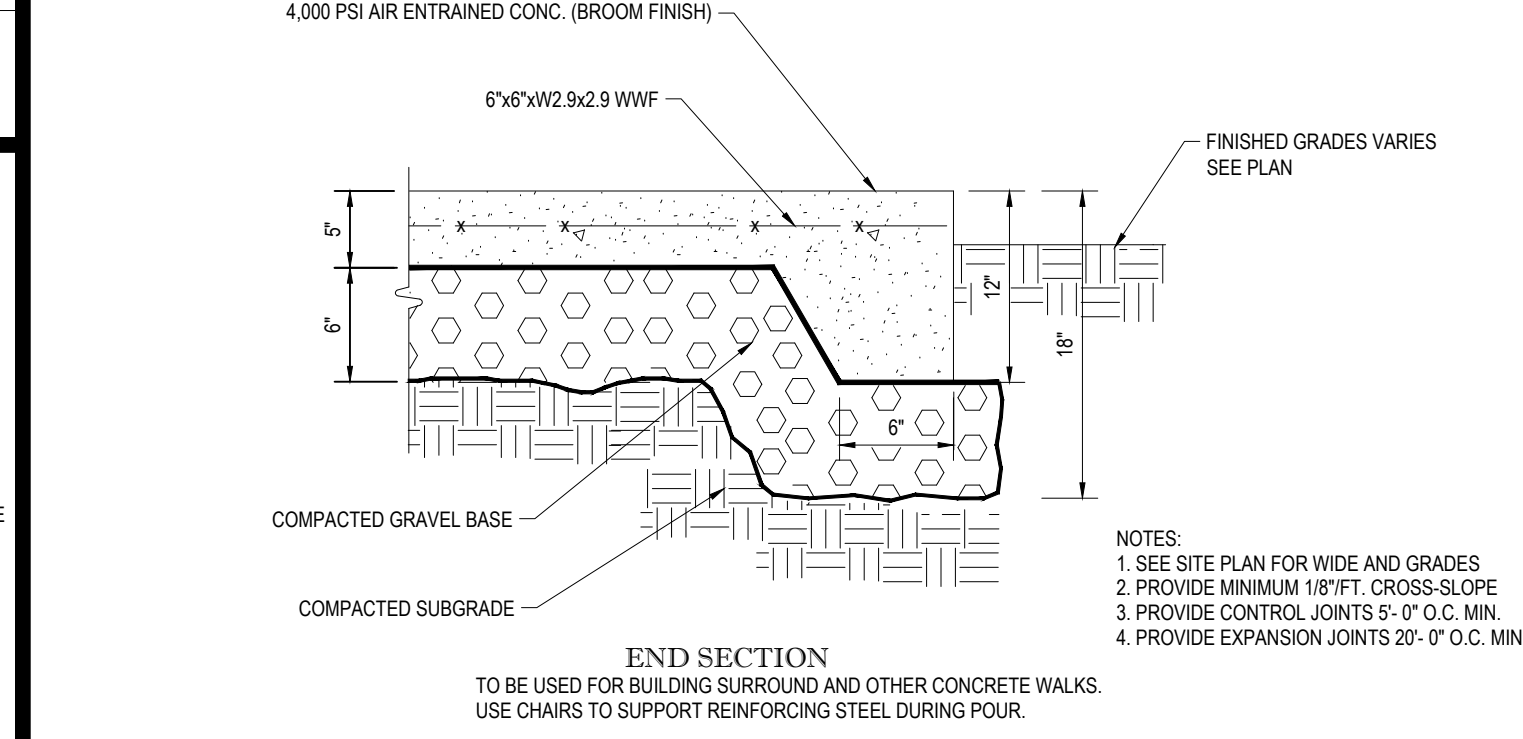 4,000 PSI AIR ENTRAINED CONC. (BROOM FINISH)
6"x6"xW2.9x2.9 WWF
FINISHED GRADES VARIES
SEE PLAN
5"
x
x
x
x
12"
6"
18"
6"
COMPACTED GRAVEL BASE
E
COMPACTED SUBGRADE
NOTES:
1. SEE SITE PLAN FOR WIDE AND GRADES
2. PROVIDE MINIMUM 1/8"/FT. CROSS-SLOPE
3. PROVIDE CONTROL JOINTS 5'- 0" O.C. MIN.
4. PROVIDE EXPANSION JOINTS 20'- 0" O.C. MIN
END SECTION
TO BE USED FOR BUILDING SURROUND AND OTHER CONCRETE WALKS.
USE CHAIRS TO SUPPORT REINFORCING STEEL DURING POUR.